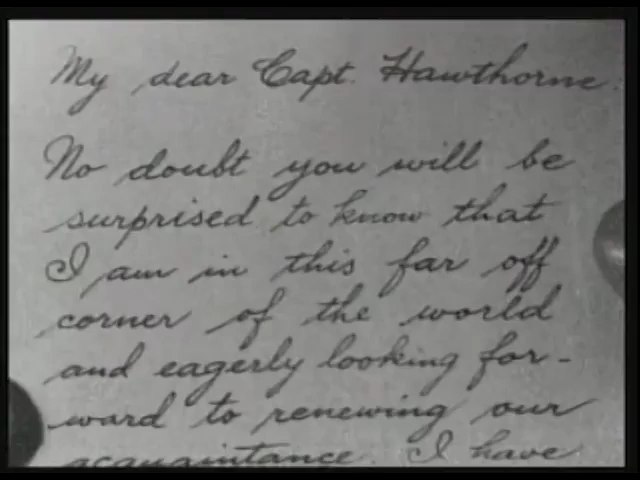 My dear Capt. Hawthorne.
No doubt you will be
surprised to know that
I am in this far off
corner of the world
and eagerly looking for-
ward to renewing our
acquaintance. I have